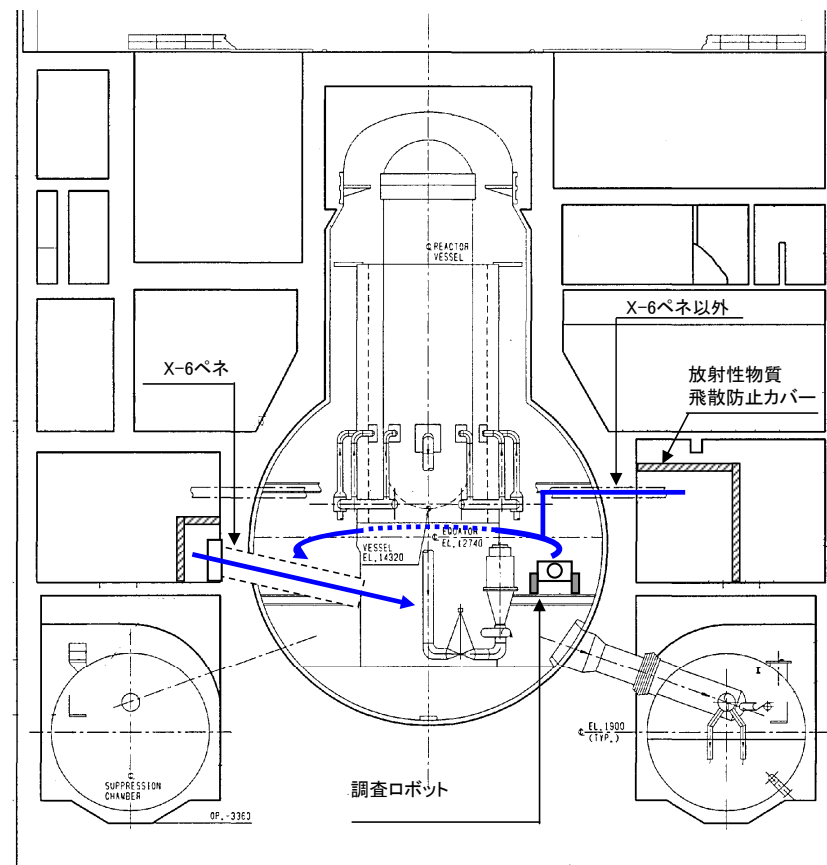 ℄ REACTOR
VESSEL
X-6ペネ以外
X-6ペネ
放射性物質
飛散防止カバー
℄ EQUATOR
EL.12740
VESSEL
EL.14320
℄ EL.1900
(TYP.)
℄
SUPPRESSION
CHAMBER
OP.-3360
調査ロボット